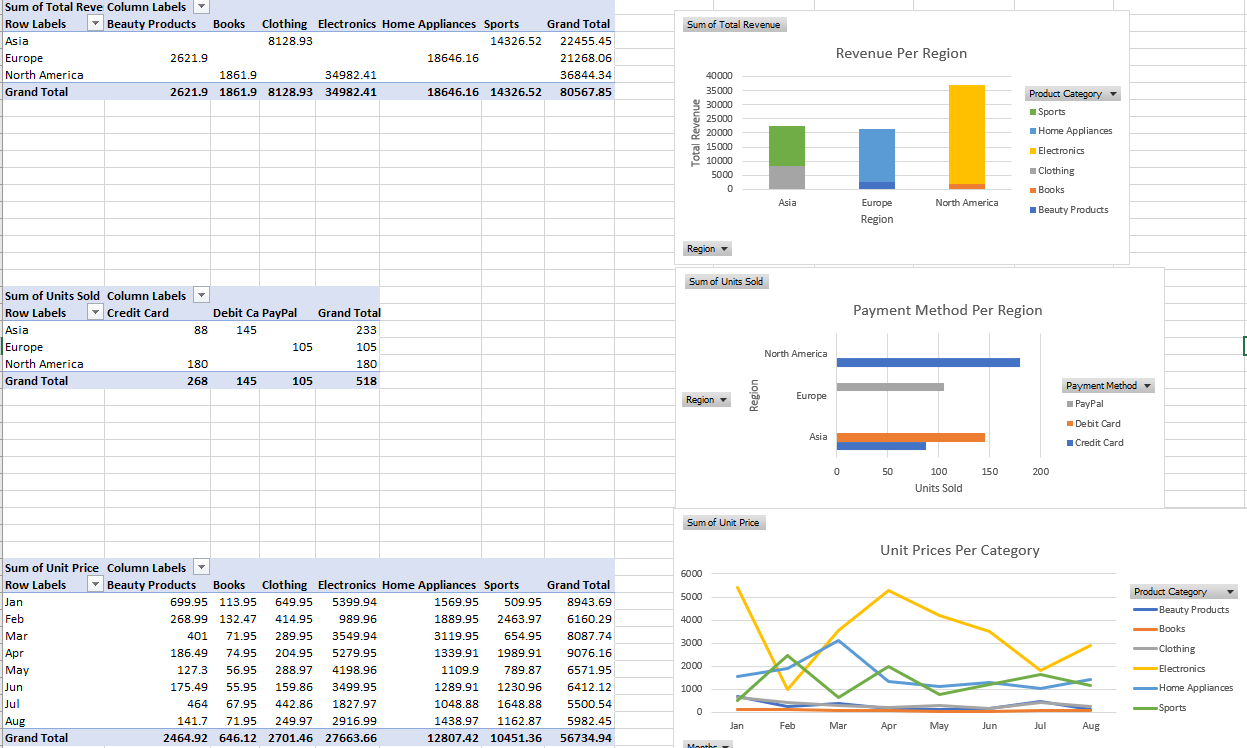 Sum of Total Reve Column Labels
Row Labels Beauty Products Books Clothing Electronics Home Appliances Sports Grand Total
Asia 8128.93 14326.52 22455.45
Europe 2621.9 18646.16 21268.06
North America 1861.9 34982.41 36844.34
Grand Total 2621.9 1861.9 8128.93 34982.41 18646.16 14326.52 80567.85
Sum of Total Revenue
Revenue Per Region
Total Revenue
40000
35000
30000
25000
20000
15000
10000
5000
0
Asia Europe North America
Region
Product Category
Sports
Home Appliances
Electronics
Clothing
Books
Beauty Products
Region
Sum of Units Sold Column Labels
Row Labels Credit Card Debit Ca PayPal Grand Total
Asia 88 145 233
Europe 105 105
North America 180 180
Grand Total 268 145 105 518
Sum of Units Sold
Payment Method Per Region
Region
Region
North America
Europe
Asia
0 50 100 150 200
Units Sold
Payment Method
PayPal
Debit Card
Credit Card
Sum of Unit Price Column Labels
Row Labels Beauty Products Books Clothing Electronics Home Appliances Sports Grand Total
Jan 699.95 113.95 649.95 5399.94 1569.95 509.95 8943.69
Feb 268.99 132.47 414.95 989.96 1889.95 2463.97 6160.29
Mar 401 71.95 289.95 3549.94 3119.95 654.95 8087.74
Apr 186.49 74.95 204.95 5279.95 1339.91 1989.91 9076.16
May 127.3 56.95 288.97 4198.96 1109.9 789.87 6571.95
Jun 175.49 55.95 159.86 3499.95 1289.91 1230.96 6412.12
Jul 464 67.95 442.86 1827.97 1048.88 1648.88 5500.54
Aug 141.7 71.95 249.97 2916.99 1438.97 1162.87 5982.45
Grand Total 2464.92 646.12 2701.46 27663.66 12807.42 10451.36 56734.94
Sum of Unit Price
Unit Prices Per Category
6000
5000
4000
3000
2000
1000
0
Jan Feb Mar Apr May Jun Jul Aug
Product Category
Beauty Products
Books
Clothing
Electronics
Home Appliances
Sports
Months